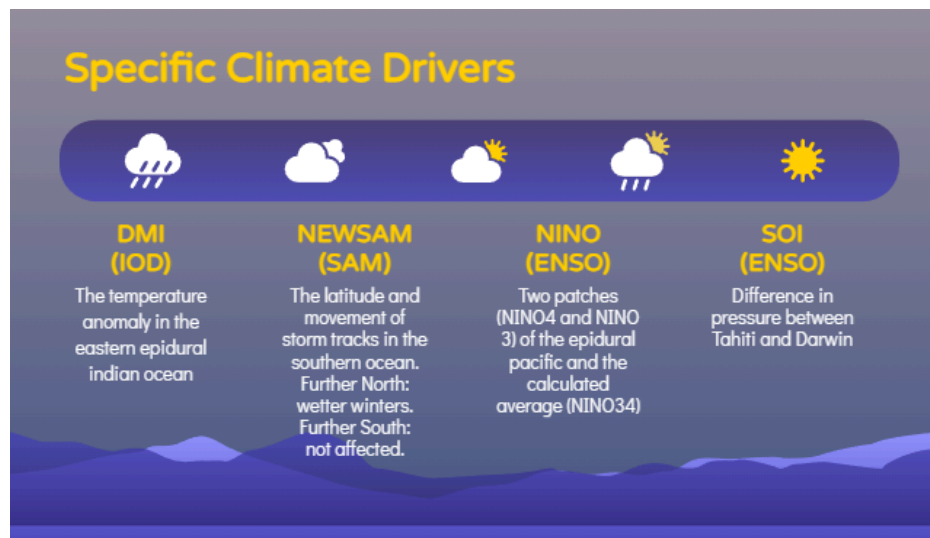 Specific Climate Drivers
DMI
(IOD)
The temperature
anomaly in the
eastern epidural
indian ocean
NEWSAM
(SAM)
The latitude and
movement of
storm tracks in the
southern ocean.
Further North:
wetter winters.
Further South:
not affected.
NINO
(ENSO)
Two patches
(NINO4 and NINO
3) of the epidural
pacific and the
calculated
average (NINO34)
SOI
(ENSO)
Difference in
pressure between
Tahiti and Darwin